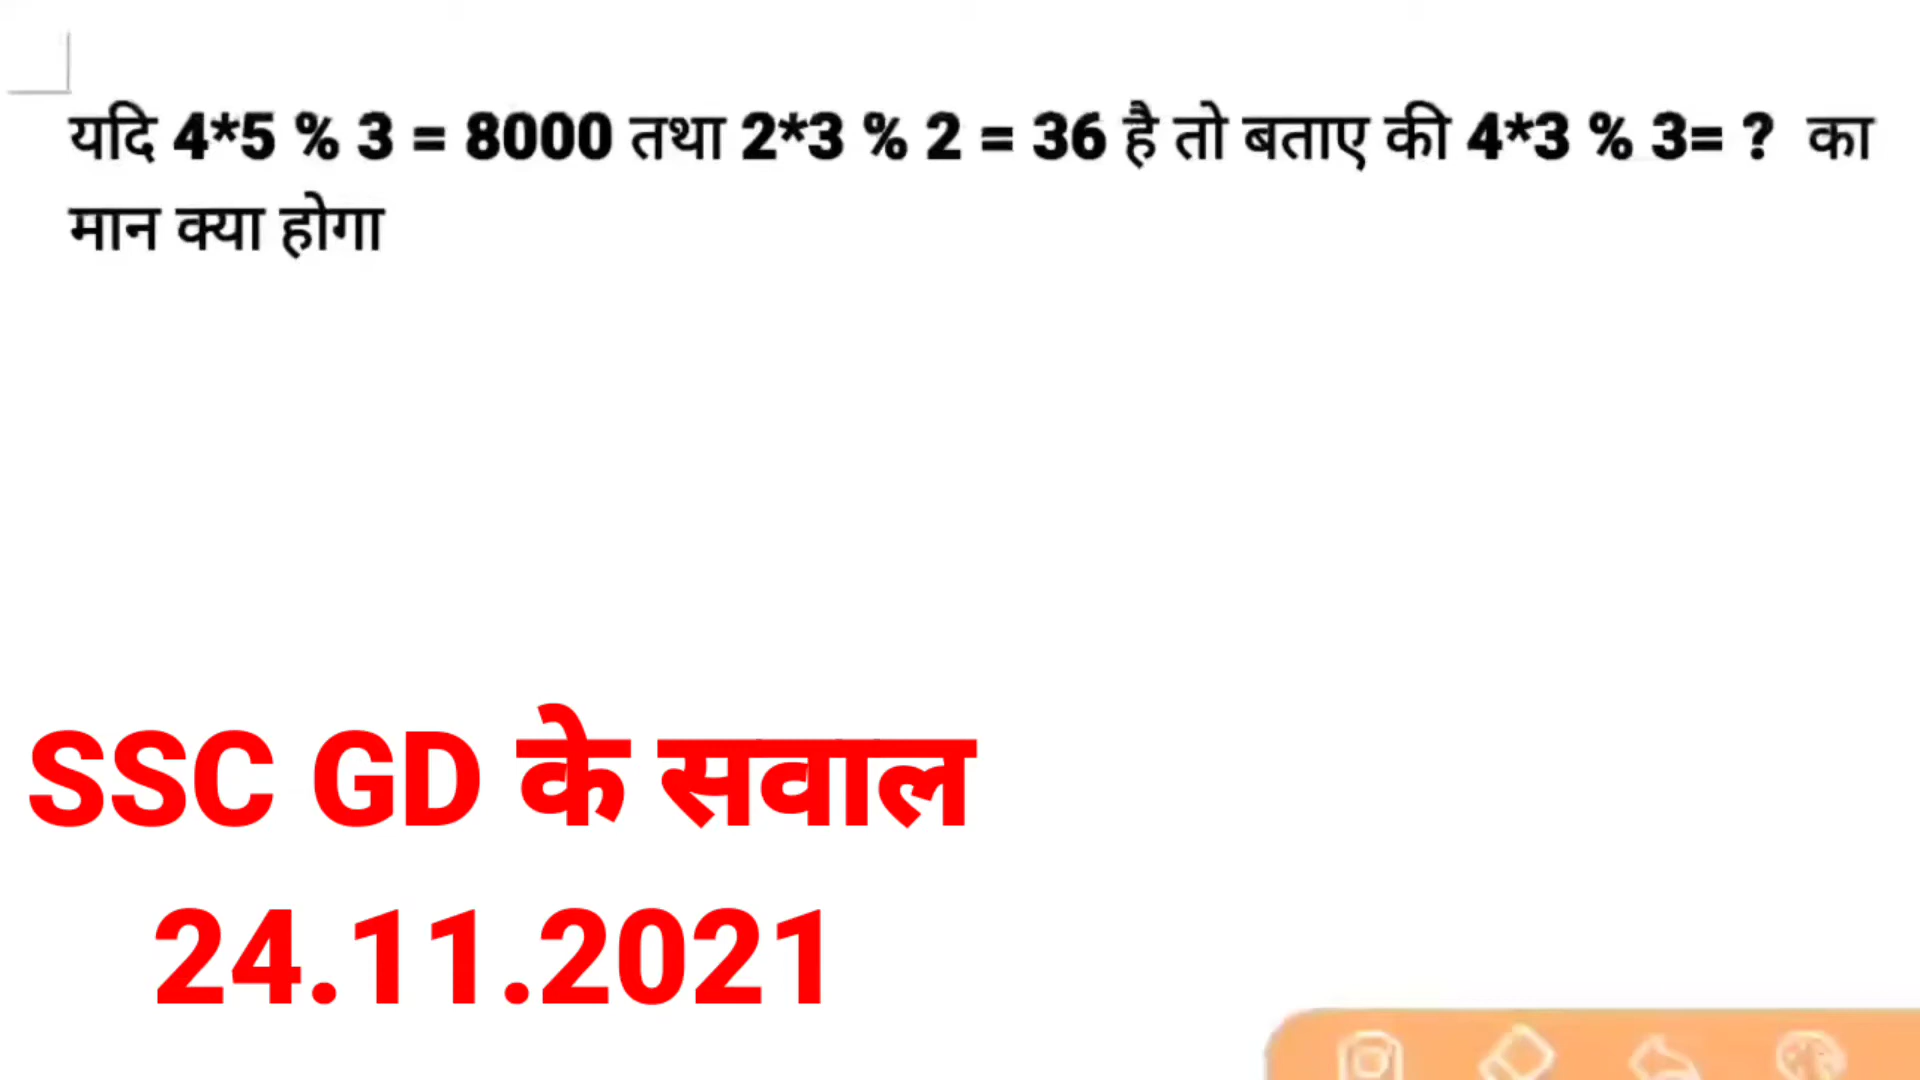 यदि 4*5 % 3 = 8000 तथा 2*3 % 2 = 36 है तो बताए की 4*3 % 3= ? का
मान क्या होगा
SSC GD के सवाल
24.11.2021